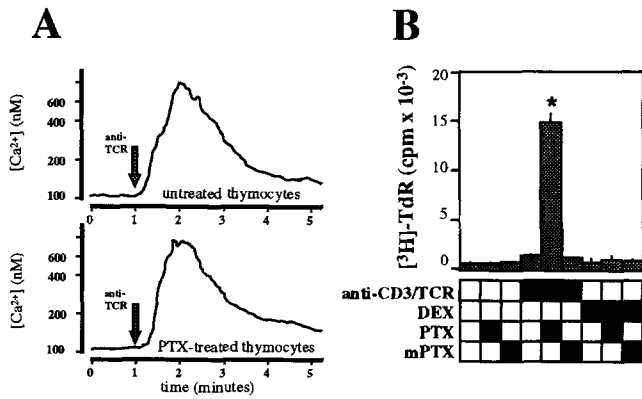 A
[Ca²⁺] (nM)
600
400
200
100
anti-
TCR
untreated thymocytes
0 1 2 3 4 5
[Ca²⁺] (nM)
600
400
200
100
anti-
TCR
PTX-treated thymocytes
0 1 2 3 4 5
time (minutes)
B
[³H]-TdR (cpm x 10⁻³)
20
15
10
5
0
*
anti-CD3/TCR
DEX
PTX
mPTX